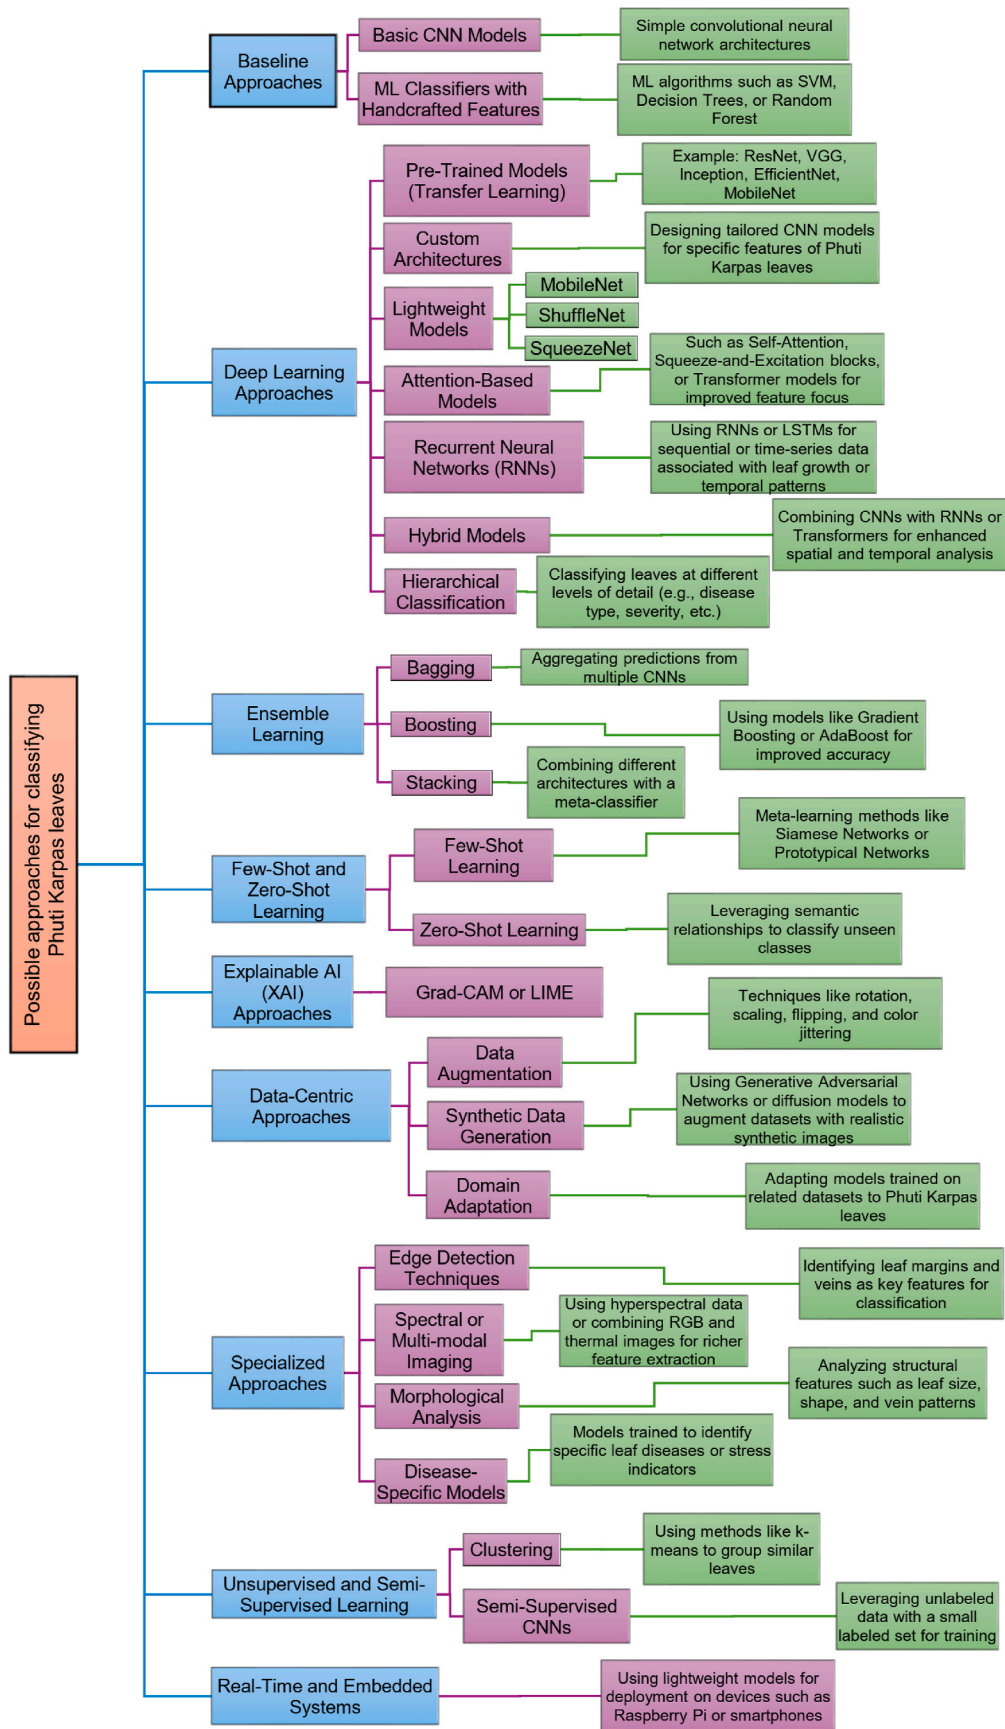 Possible approaches for classifying
Phuti Karpas leaves
Baseline
Approaches
Basic CNN Models
Simple convolutional neural
network architectures
ML Classifiers with
Handcrafted Features
ML algorithms such as SVM,
Decision Trees, or Random
Forest
Deep Learning
Approaches
Pre-Trained Models
(Transfer Learning)
Example: ResNet, VGG,
Inception, EfficientNet,
MobileNet
Custom
Architectures
Designing tailored CNN models
for specific features of Phuti
Karpas leaves
Lightweight
Models
MobileNet
ShuffleNet
SqueezeNet
Attention-Based
Models
Such as Self-Attention,
Squeeze-and-Excitation blocks,
or Transformer models for
improved feature focus
Recurrent Neural
Networks (RNNs)
Using RNNs or LSTMs for
sequential or time-series data
associated with leaf growth or
temporal patterns
Hybrid Models
Combining CNNs with RNNs or
Transformers for enhanced
spatial and temporal analysis
Hierarchical
Classification
Classifying leaves at different
levels of detail (e.g., disease
type, severity, etc.)
Ensemble
Learning
Bagging
Aggregating predictions from
multiple CNNs
Boosting
Using models like Gradient
Boosting or AdaBoost for
improved accuracy
Stacking
Combining different
architectures with a
meta-classifier
Few-Shot and
Zero-Shot
Learning
Few-Shot
Learning
Meta-learning methods like
Siamese Networks or
Prototypical Networks
Zero-Shot Learning
Leveraging semantic
relationships to classify unseen
classes
Explainable AI
(XAI)
Approaches
Grad-CAM or LIME
Data-Centric
Approaches
Data
Augmentation
Techniques like rotation,
scaling, flipping, and color
jittering
Synthetic Data
Generation
Using Generative Adversarial
Networks or diffusion models to
augment datasets with realistic
synthetic images
Domain
Adaptation
Adapting models trained on
related datasets to Phuti Karpas
leaves
Specialized
Approaches
Edge Detection
Techniques
Identifying leaf margins and
veins as key features for
classification
Spectral or
Multi-modal
Imaging
Using hyperspectral data
or combining RGB and
thermal images for richer
feature extraction
Morphological
Analysis
Analyzing structural
features such as leaf size,
shape, and vein patterns
Disease-
Specific Models
Models trained to identify
specific leaf diseases or stress
indicators
Unsupervised and Semi-
Supervised Learning
Clustering
Using methods like k-
means to group similar
leaves
Semi-Supervised
CNNs
Leveraging unlabeled
data with a small
labeled set for training
Real-Time and Embedded
Systems
Using lightweight models for
deployment on devices such as
Raspberry Pi or smartphones